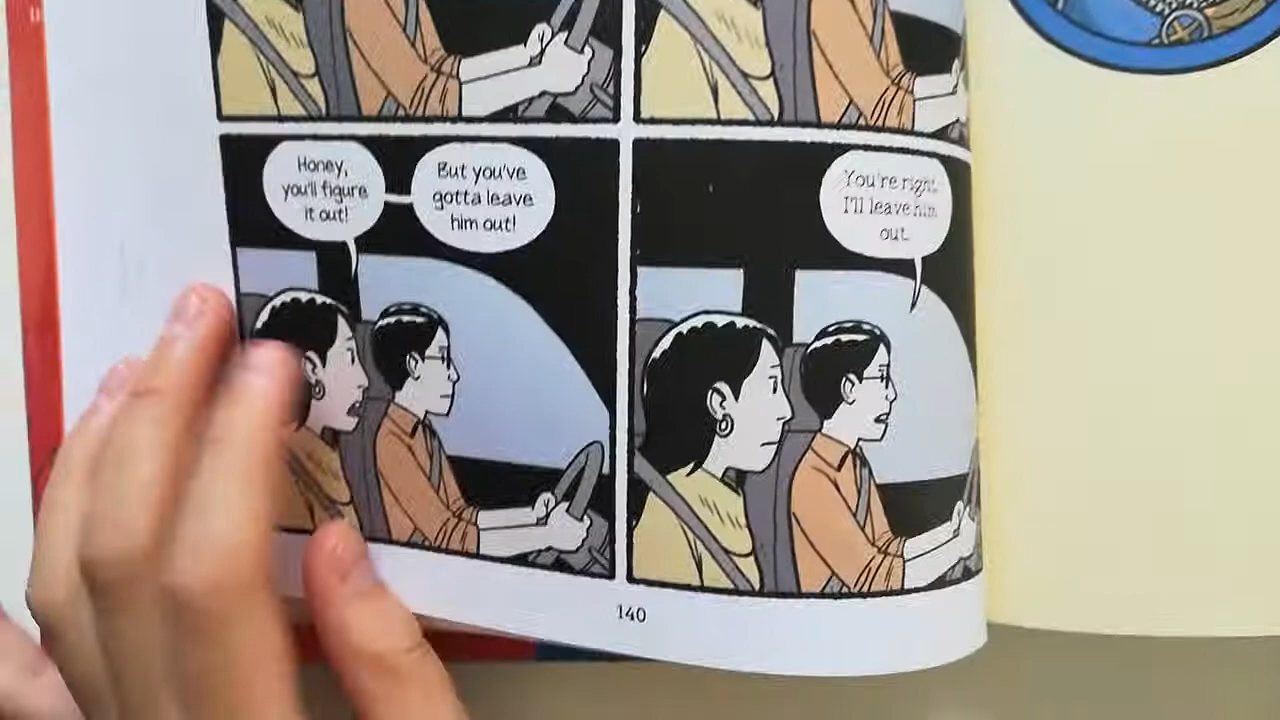 Honey,
you'll figure
it out!
But you've
gotta leave
him out!
You're right.
I'll leave him
out.
140